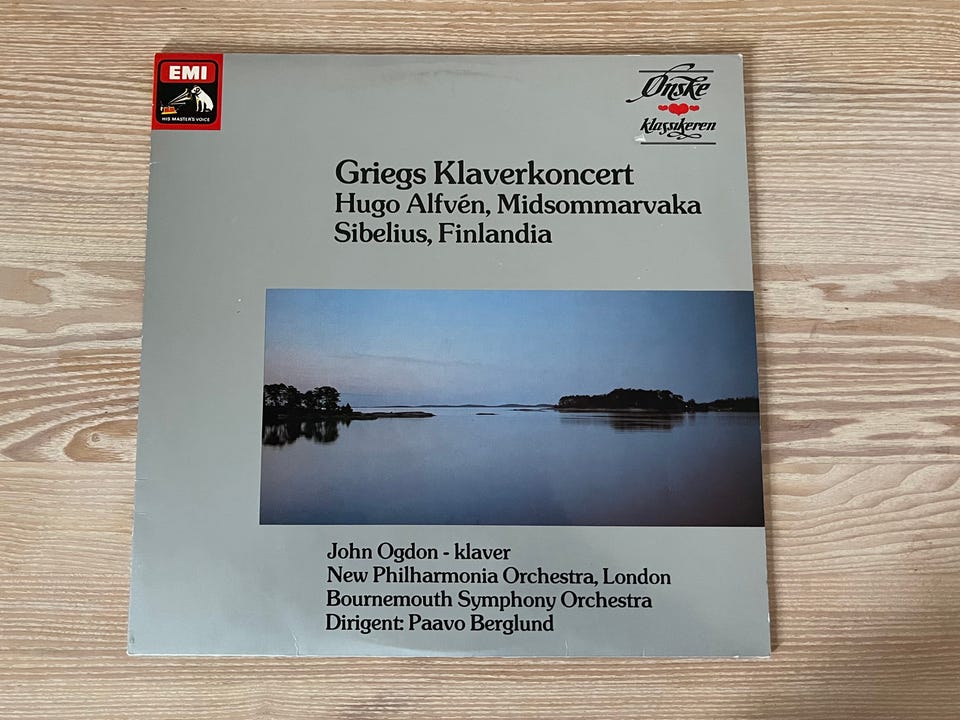 EMI
HIS MASTER'S VOICE
Ønske
klassikeren
Griegs Klaverkoncert
Hugo Alfvén, Midsommarvaka
Sibelius, Finlandia
John Ogdon - klaver
New Philharmonia Orchestra, London
Bournemouth Symphony Orchestra
Dirigent: Paavo Berglund